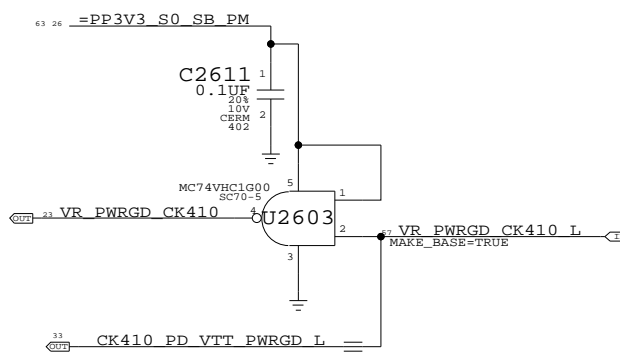 63 26 =PP3V3_S0_SB_PM
C2611 1
0.1UF
20%
10V
CERM 2
402
MC74VHC1G00 5
SC70-5
1
OUT 23 VR_PWRGD_CK410 4 U2603
2 57 VR_PWRGD_CK410_L
MAKE_BASE=TRUE
3
33
OUT CK410_PD_VTT_PWRGD_L